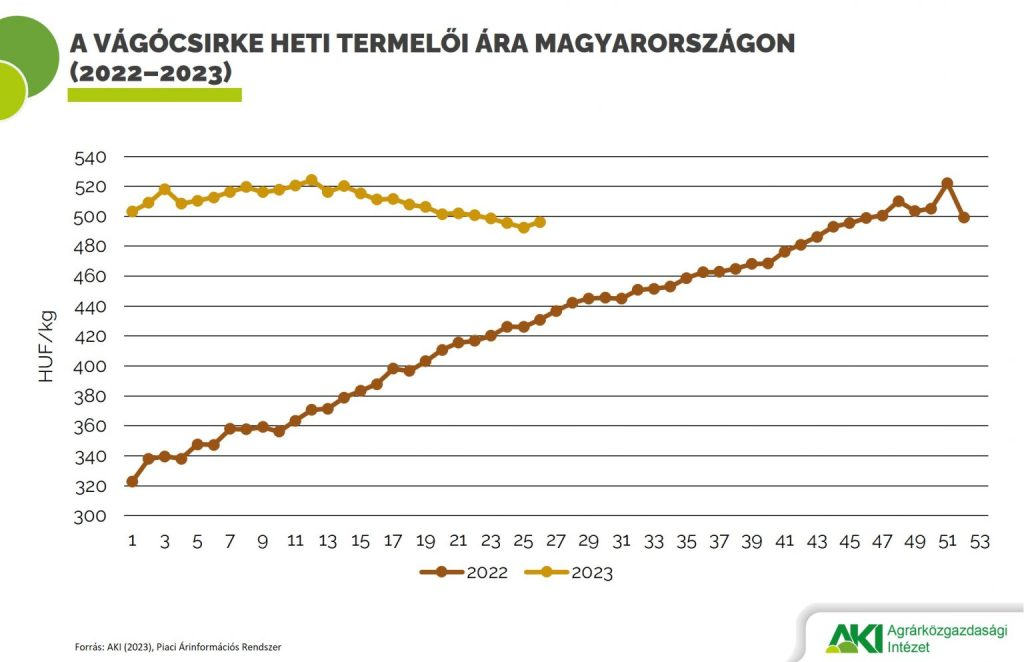 A VÁGÓCSIRKE HETI TERMELŐI ÁRA MAGYARORSZÁGON
(2022–2023)
540
520
500
480
460
440
420
400
380
360
340
320
300
HUF/kg
1 3 5 7 9 11 13 15 17 19 21 23 25 27 29 31 33 35 37 39 41 43 45 47 49 51 53
2022 2023
Forrás: AKI (2023), Piaci Árinformációs Rendszer
AKI Agrárközgazdasági
Intézet